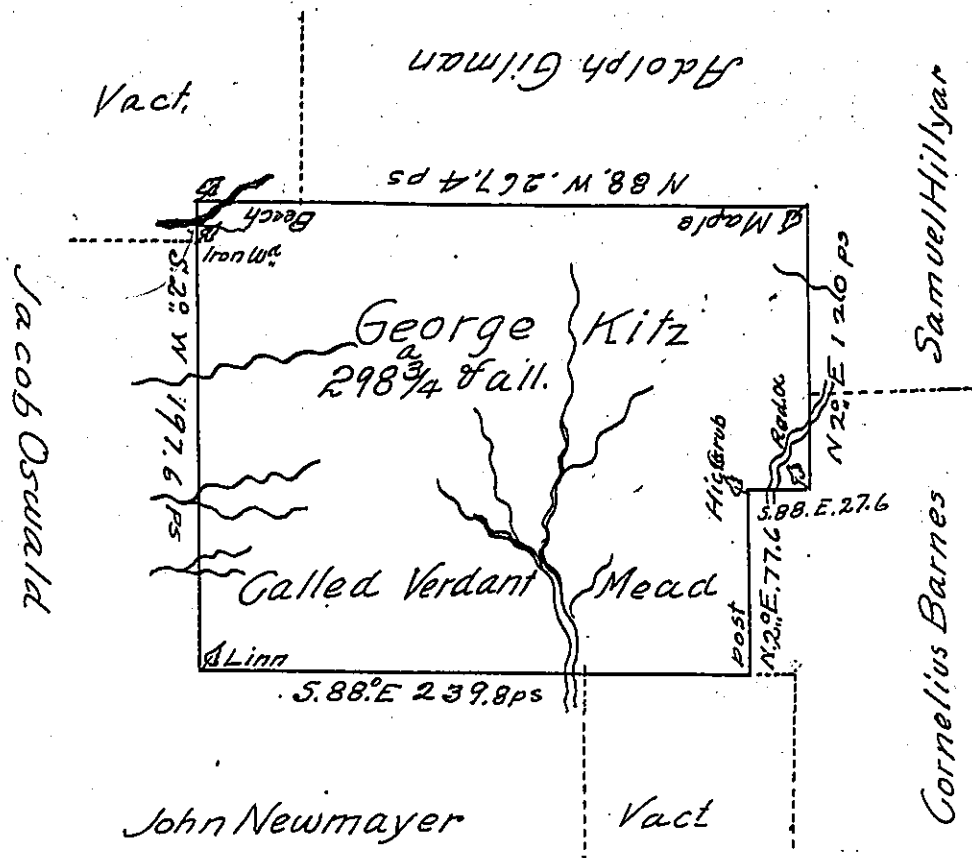 Adolph Gilman
Vact.
Samuel Hillyar
N 88. W. 267.4 ps
Beech
Maple
Iron Wd
S. 2° W 197.6 ps
George Kitz
a
298 3/4 & all.
Jacob Oswald
N 2° E 120 ps
Hic Grub
S. 88. E. 27.6
Called Verdant Mead
post
N. 2° E. 77.6
Cornelius Barnes
Linn
S. 88.° E 239.8 ps
John Newmayer
Vact